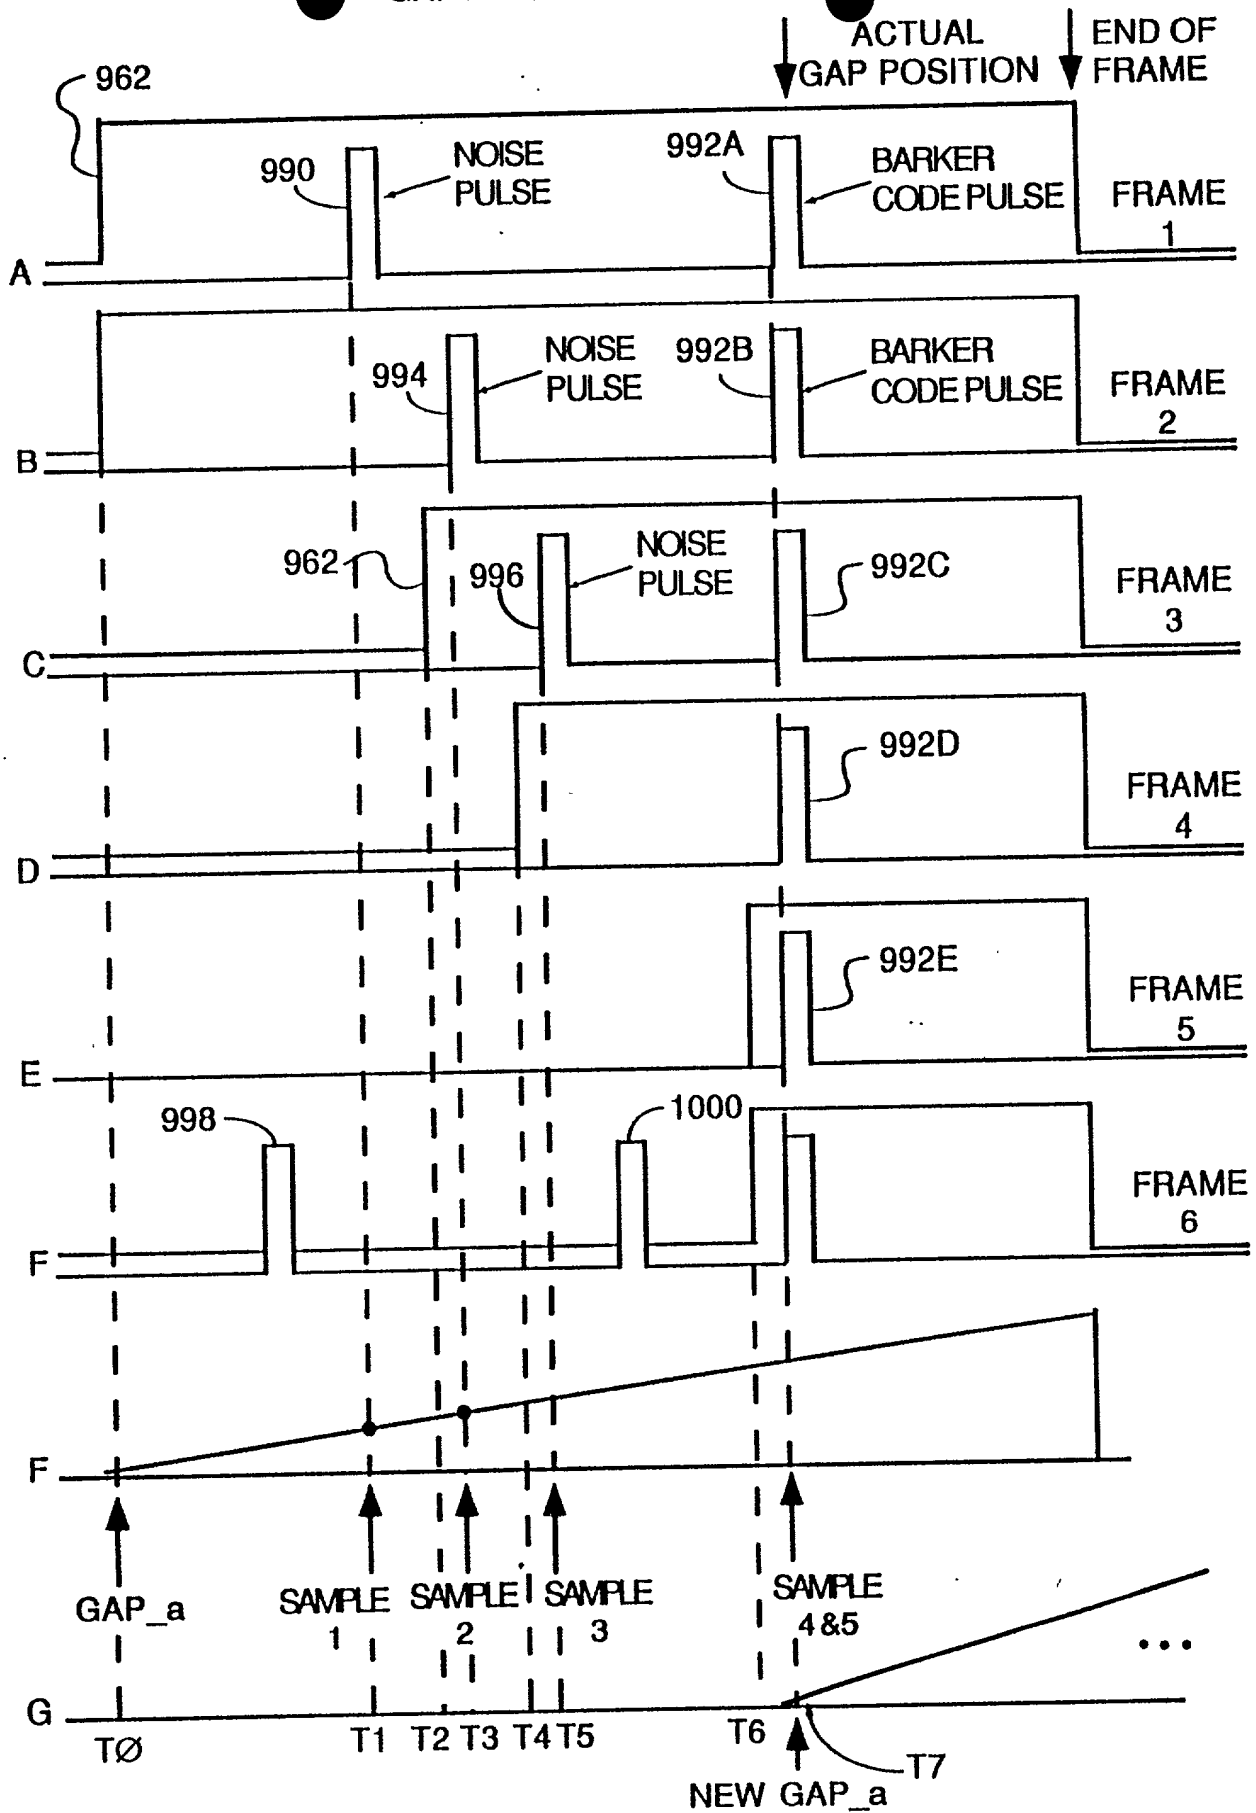 GAP
ACTUAL
GAP POSITION
END OF
FRAME
962
990
NOISE
PULSE
992A
BARKER
CODE PULSE
FRAME
1
A
994
NOISE
PULSE
992B
BARKER
CODE PULSE
FRAME
2
B
962
996
NOISE
PULSE
992C
FRAME
3
C
992D
FRAME
4
D
992E
FRAME
5
E
998
1000
FRAME
6
F
F
GAP_a
SAMPLE
1
SAMPLE
2
SAMPLE
3
SAMPLE
4&5
...
G
TØ
T1
T2
T3
T4
T5
T6
T7
NEW GAP_a